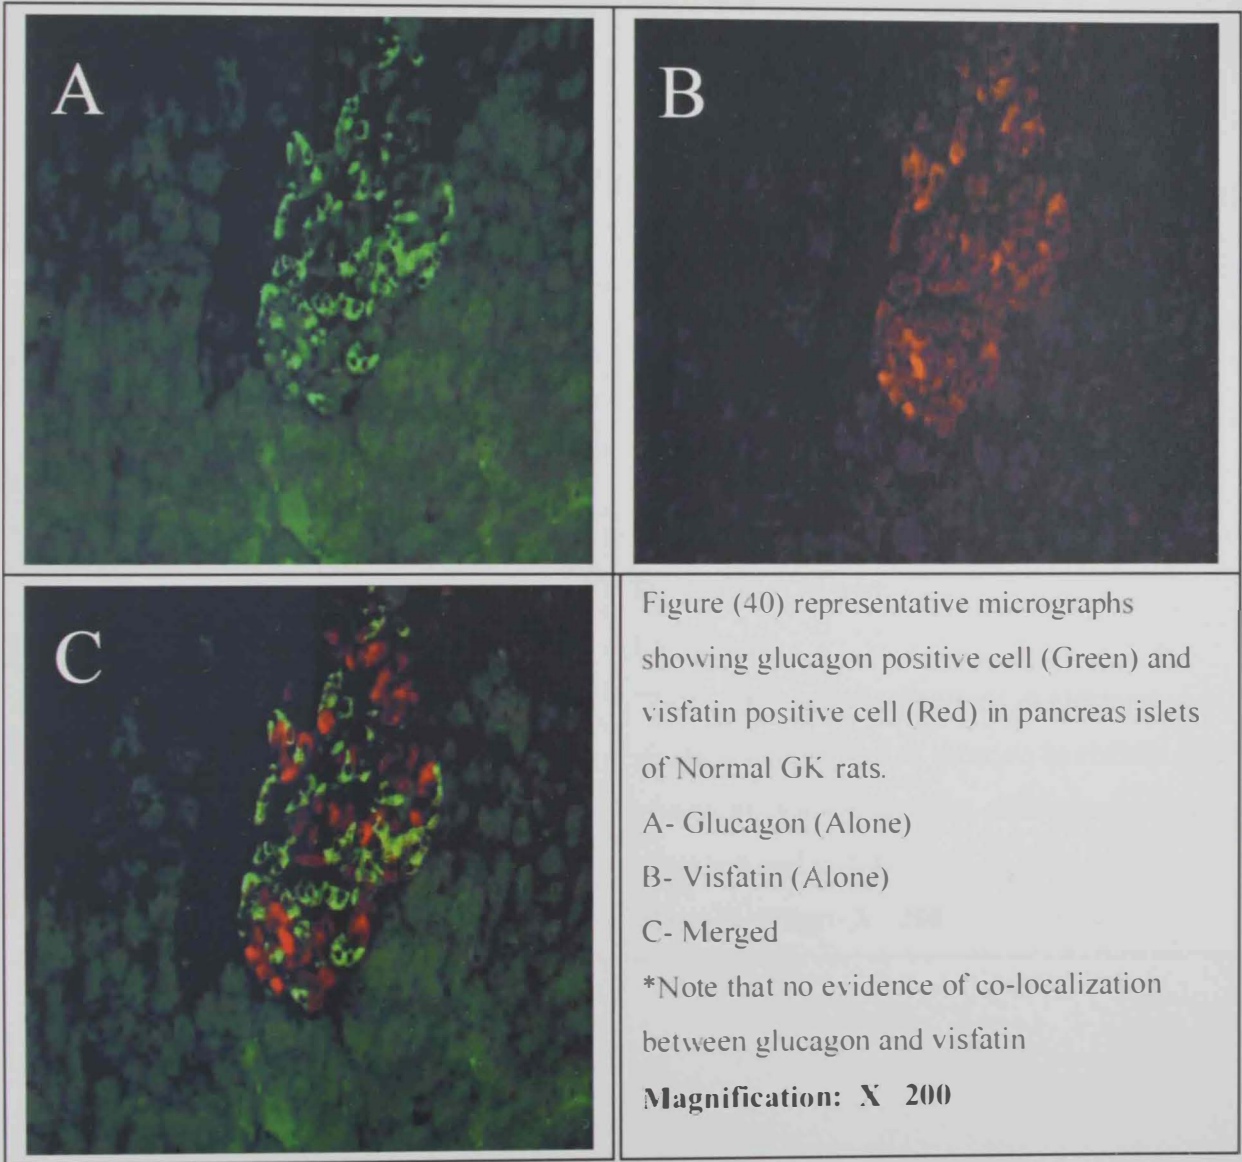 A
B
C
Figure (40) representative micrographs
showing glucagon positive cell (Green) and
visfatin positive cell (Red) in pancreas islets
of Normal GK rats.
A- Glucagon (Alone)
B- Visfatin (Alone)
C- Merged
*Note that no evidence of co-localization
between glucagon and visfatin
Magnification: X 200